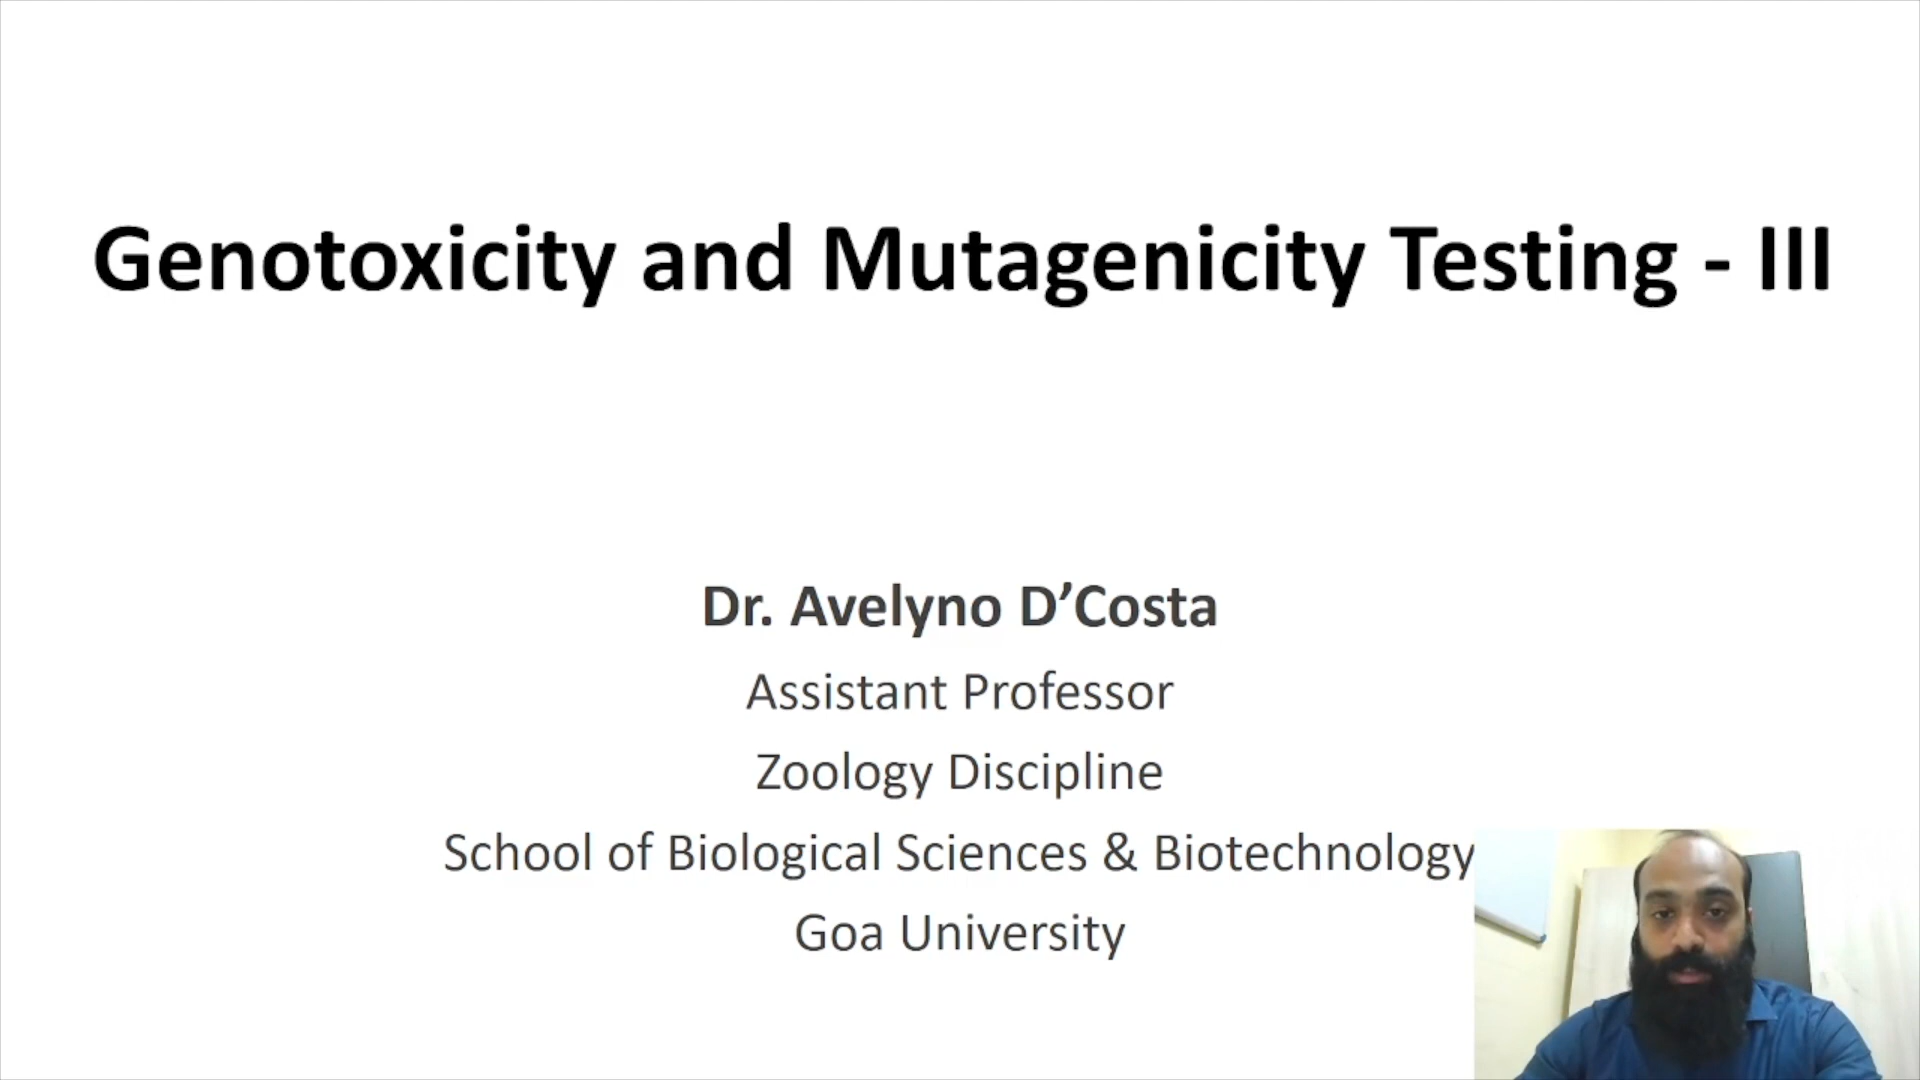 Genotoxicity and Mutagenicity Testing - III
Dr. Avelyno D’Costa
Assistant Professor
Zoology Discipline
School of Biological Sciences & Biotechnology
Goa University